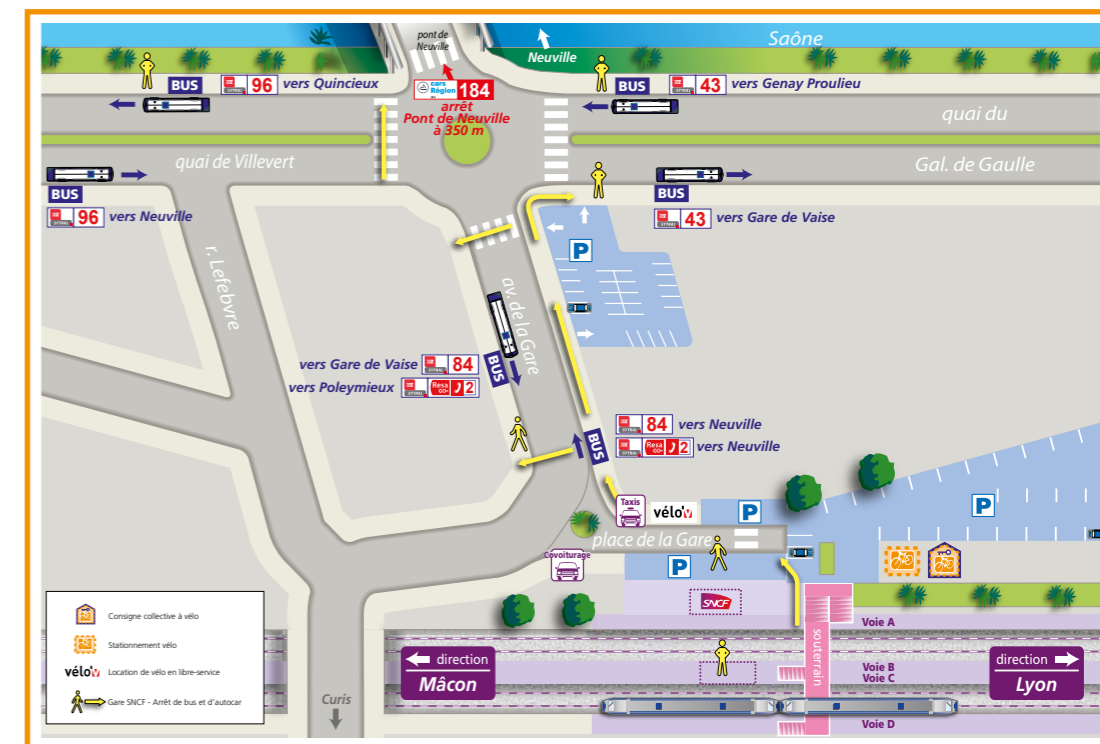 pont de
Neuville
Neuville
Saône
BUS
96 vers Quincieux
cars
Région
184
arrêt
Pont de Neuville
à 350 m
BUS
43 vers Genay Proulieu
quai du
quai de Villevert
Gal. de Gaulle
BUS
96 vers Neuville
BUS
43 vers Gare de Vaise
P
r. Lefebvre
av. de la Gare
vers Gare de Vaise 84
vers Poleymieux Resa GO+ 2
BUS
BUS
84 vers Neuville
Resa GO+ 2 vers Neuville
Taxis
vélo'v
P
P
place de la Gare
Covoiturage
P
SNCF
souterrain
Voie A
Voie B
Voie C
Voie D
direction
Mâcon
direction
Lyon
Curis
Consigne collective à vélo
Stationnement vélo
vélo'v Location de vélo en libre-service
Gare SNCF - Arrêt de bus et d'autocar